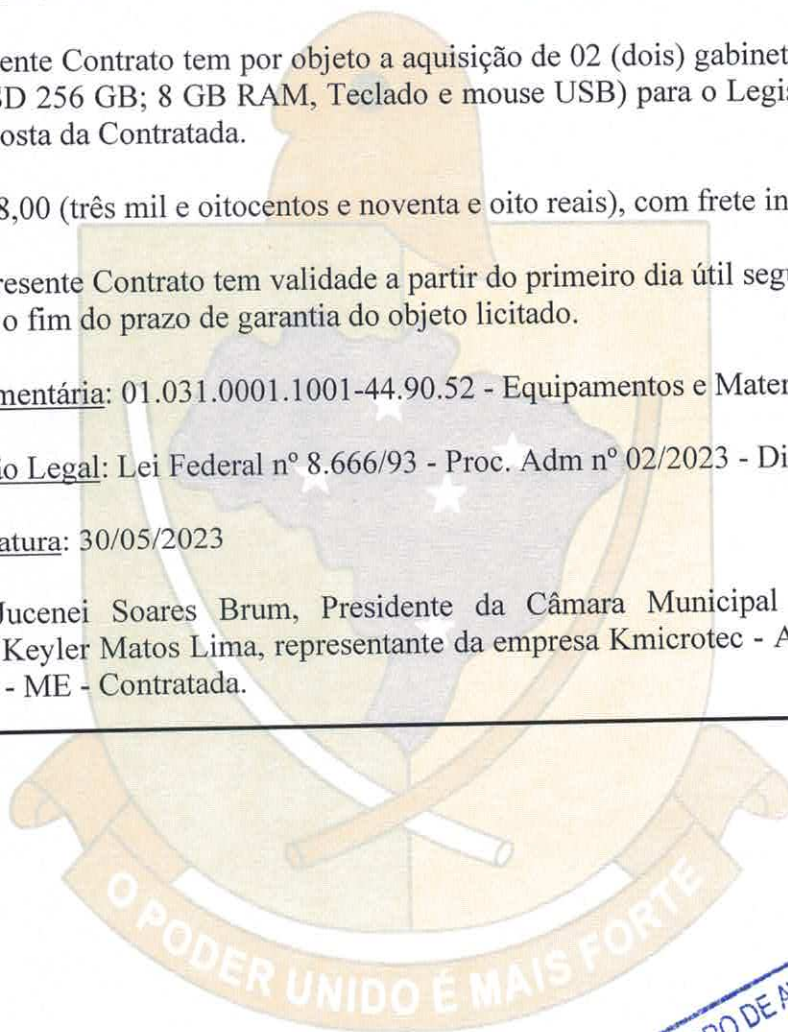 ente Contrato tem por objeto a aquisição de 02 (dois) gabinet
SD 256 GB; 8 GB RAM, Teclado e mouse USB) para o Legis
osta da Contratada.
8,00 (três mil e oitocentos e noventa e oito reais), com frete in
resente Contrato tem validade a partir do primeiro dia útil segu
o fim do prazo de garantia do objeto licitado.
mentária: 01.031.0001.1001-44.90.52 - Equipamentos e Mater
io Legal: Lei Federal nº 8.666/93 - Proc. Adm nº 02/2023 - Di
atura: 30/05/2023
Jucenei Soares Brum, Presidente da Câmara Municipal
Keyler Matos Lima, representante da empresa Kmicrotec - A
- ME - Contratada.
O PODER UNIDO É MAIS FORTE
DE A